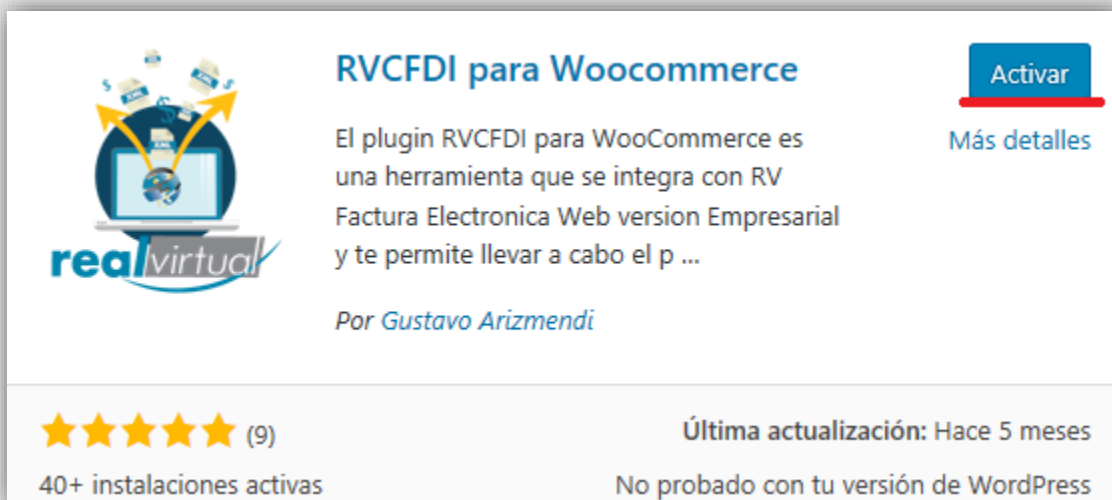 RVCFDI para Woocommerce
Activar
El plugin RVCFDI para WooCommerce es
una herramienta que se integra con RV
Factura Electronica Web version Empresarial
y te permite llevar a cabo el p ...
Más detalles
Por Gustavo Arizmendi
realvirtual
(9)
40+ instalaciones activas
Última actualización: Hace 5 meses
No probado con tu versión de WordPress